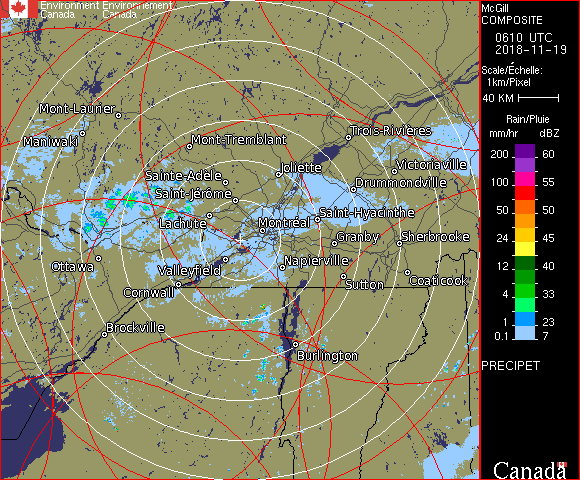 Environment Environnement
Canada Canada
Mont-Laurier
Trois-Rivières
Maniwaki
Mont-Tremblant
Joliette
Victoriaville
Sainte-Adèle
Drummondville
Saint-Jérôme
Saint-Hyacinthe
Lachute
Montréal
Granby
Sherbrooke
Ottawa
Napierville
Valleyfield
Sutton
Coaticook
Cornwall
Brockville
Burlington
McGill
COMPOSITE
0610 UTC
2018-11-19
Scale/Échelle:
1km/Pixel
40 KM
Rain/Pluie
mm/hr dBZ
200 60
100 55
50 50
24 45
12 40
4 33
1 23
0.1 7
PRECIPET
Canada